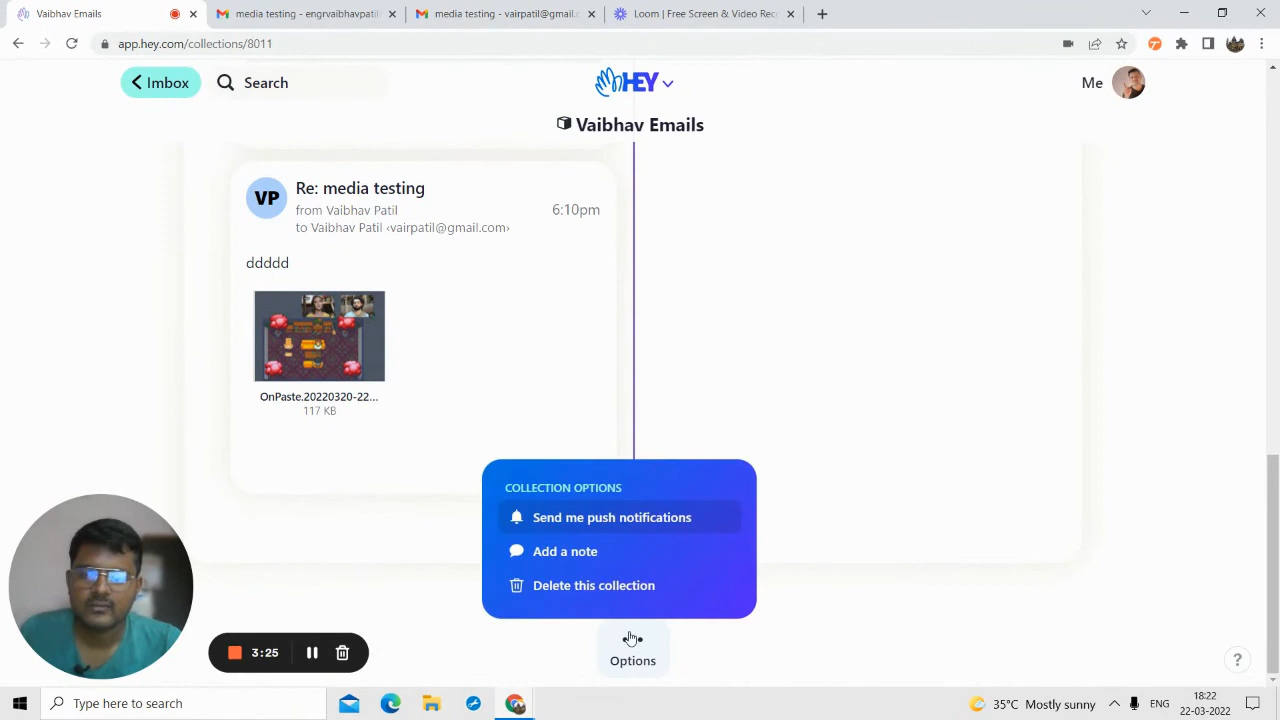 Vaibhav Emails
media testing - engrvaibhavpatil
media testing - vairpatil@gmail.c
Loom | Free Screen & Video Rec
app.hey.com/collections/8011
Imbox
Search
HEY
Me
Vaibhav Emails
VP
Re: media testing
from Vaibhav Patil
to Vaibhav Patil ‹vairpatil@gmail.com›
6:10pm
ddddd
OnPaste.20220320-22...
117 KB
COLLECTION OPTIONS
Send me push notifications
Add a note
Delete this collection
Options
3:25
?
Type here to search
35°C Mostly sunny
ENG
18:22
22-03-2022